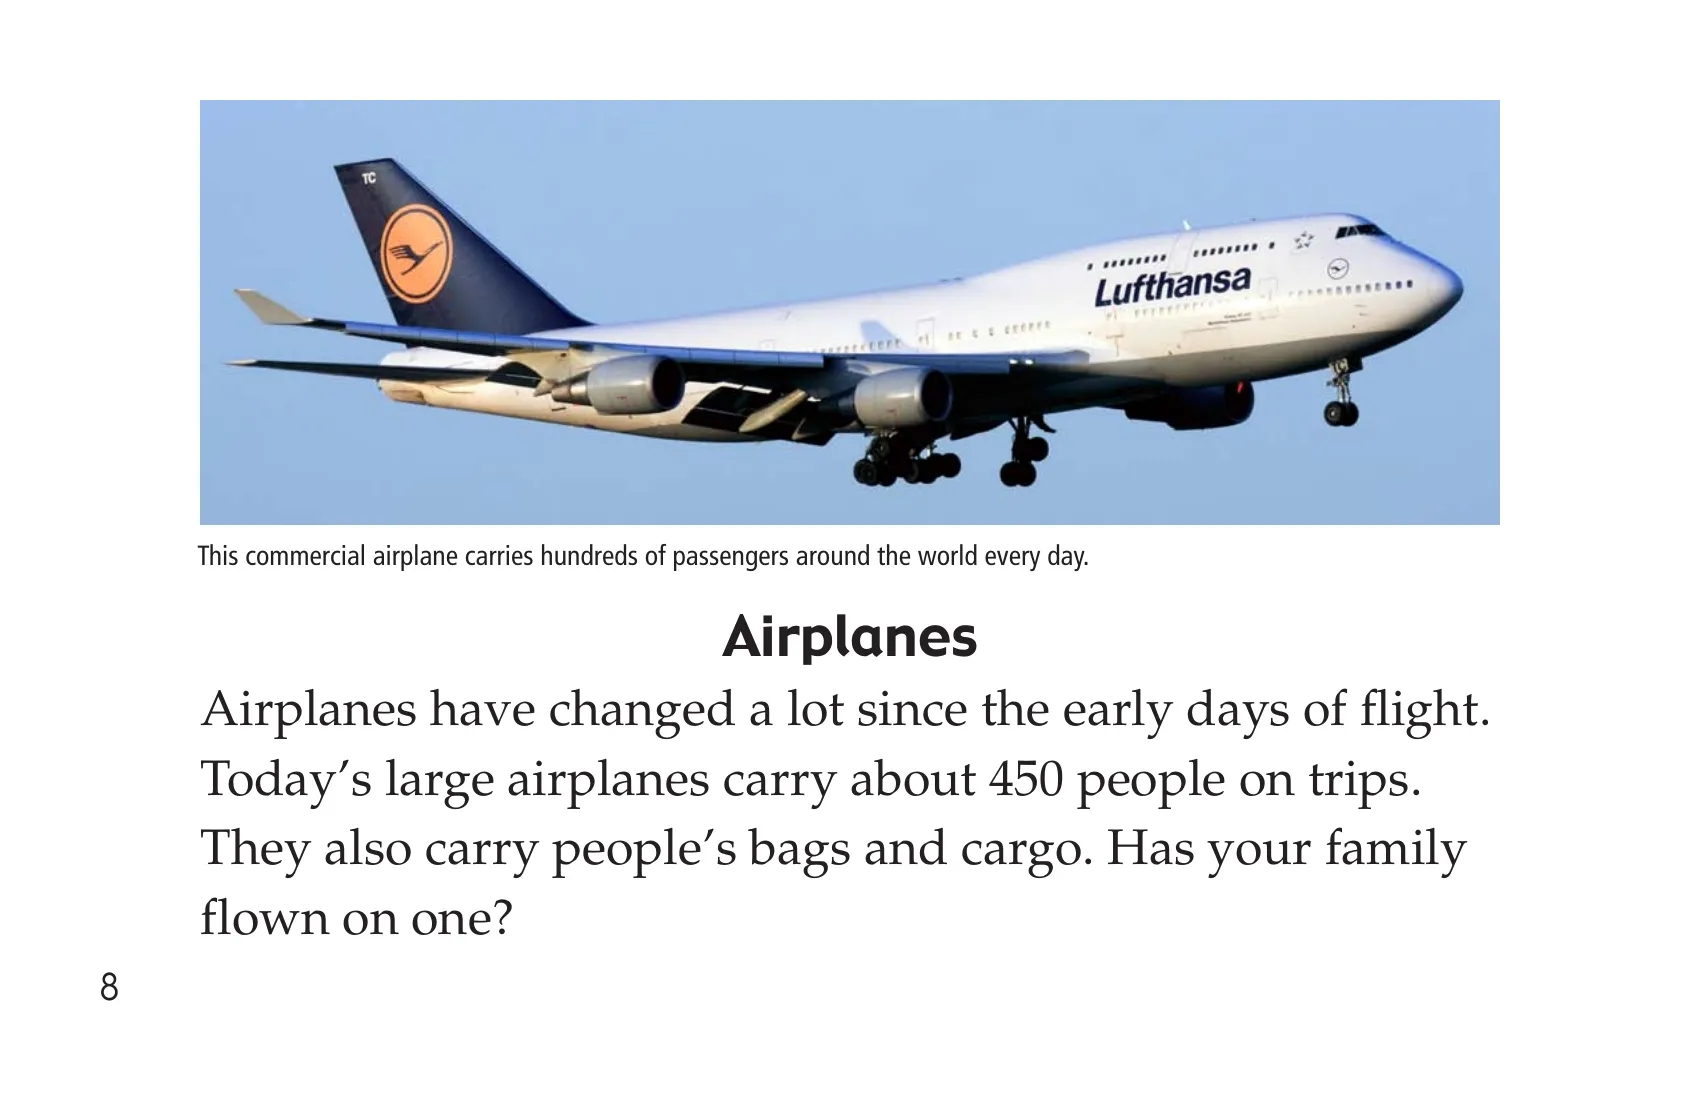 TC
Lufthansa
This commercial airplane carries hundreds of passengers around the world every day.
Airplanes
Airplanes have changed a lot since the early days of flight.
Today’s large airplanes carry about 450 people on trips.
They also carry people’s bags and cargo. Has your family
flown on one?
8